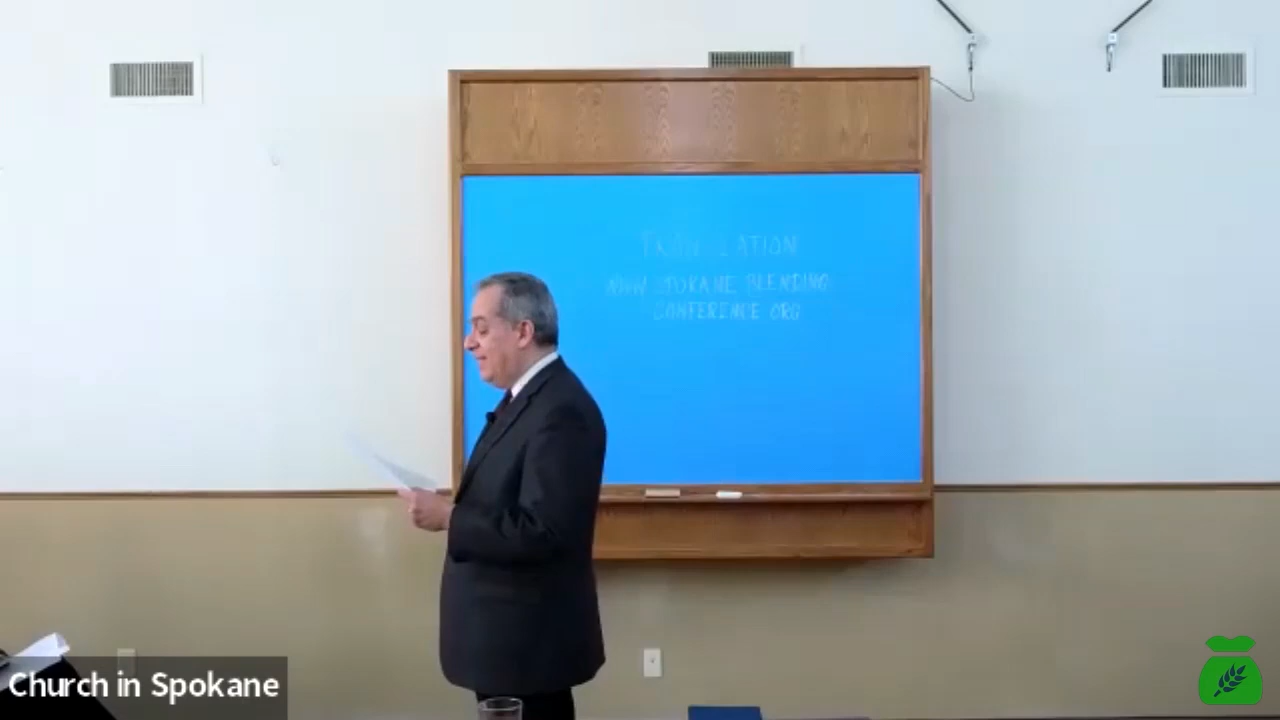 TRANSLATION
WWW SPOKANE BLENDING
CONFERENCE ORG
Church in Spokane